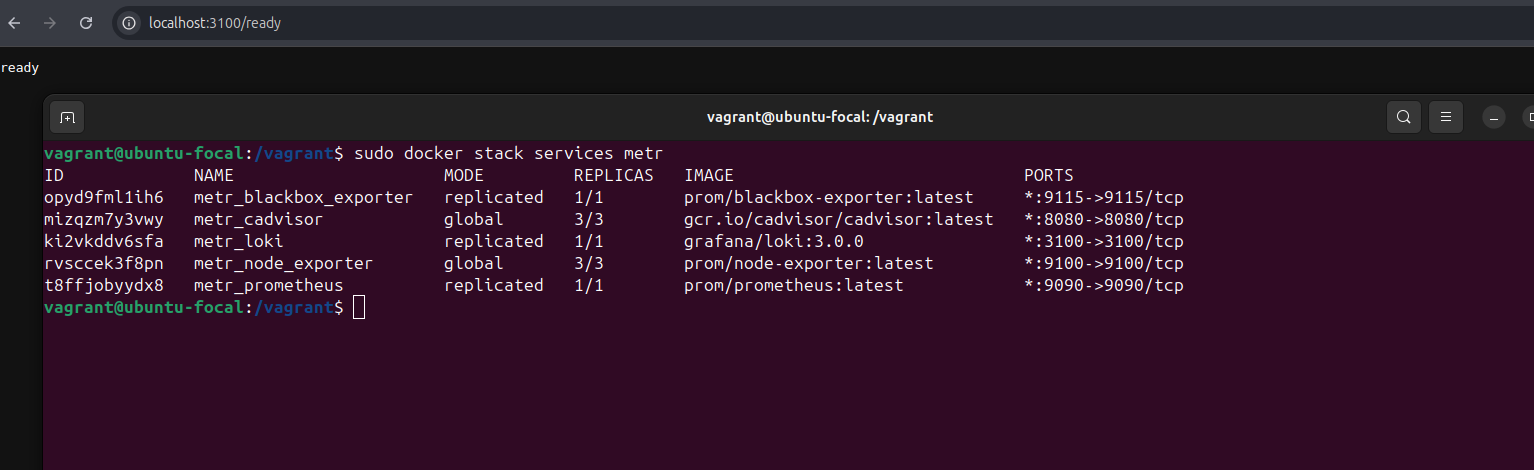 localhost:3100/ready
ready
vagrant@ubuntu-focal: /vagrant
vagrant@ubuntu-focal:/vagrant$ sudo docker stack services metr
ID NAME MODE REPLICAS IMAGE PORTS
opyd9fml1ih6 metr_blackbox_exporter replicated 1/1 prom/blackbox-exporter:latest *:9115->9115/tcp
mizqzm7y3vwy metr_cadvisor global 3/3 gcr.io/cadvisor/cadvisor:latest *:8080->8080/tcp
ki2vkddv6sfa metr_loki replicated 1/1 grafana/loki:3.0.0 *:3100->3100/tcp
rvsccek3f8pn metr_node_exporter global 3/3 prom/node-exporter:latest *:9100->9100/tcp
t8ffjobyydx8 metr_prometheus replicated 1/1 prom/prometheus:latest *:9090->9090/tcp
vagrant@ubuntu-focal:/vagrant$